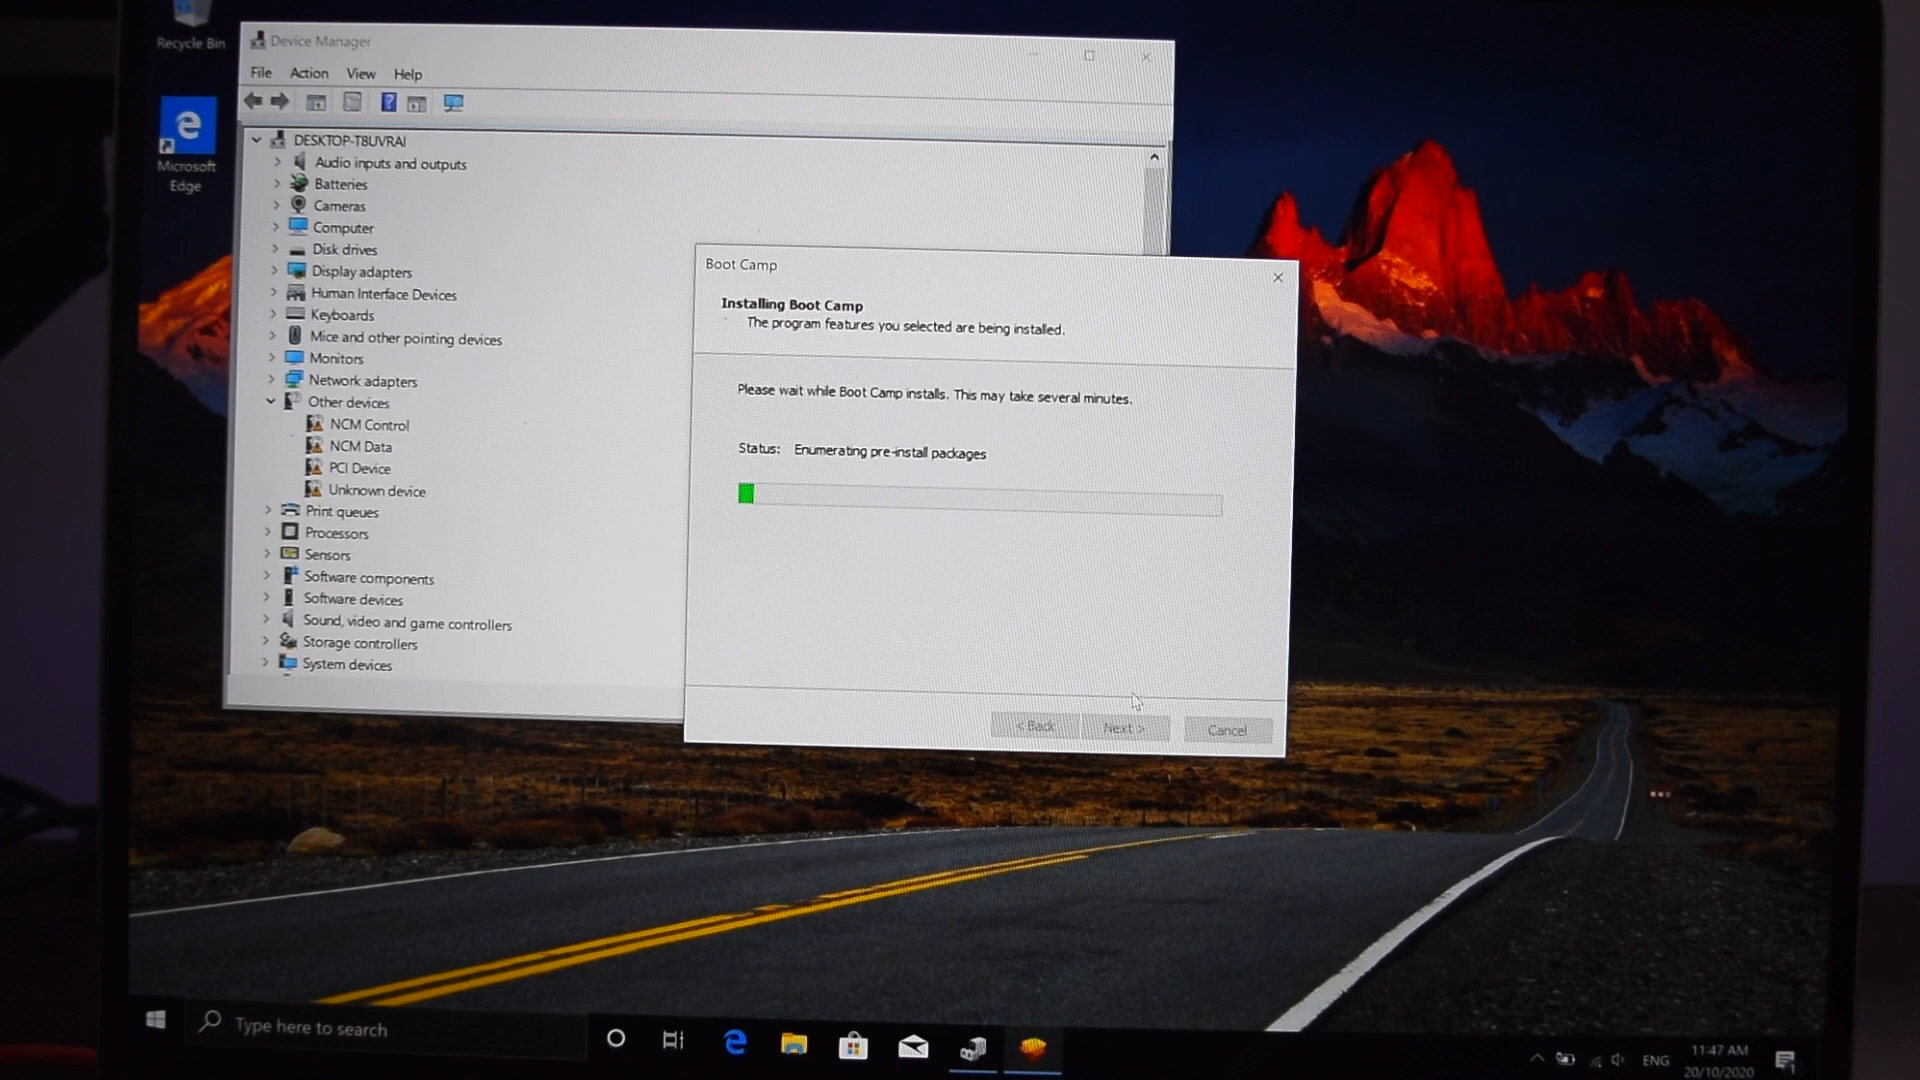 Recycle Bin
Microsoft
Edge
Device Manager
File Action View Help
DESKTOP-T8UVRAI
Audio inputs and outputs
Batteries
Cameras
Computer
Disk drives
Display adapters
Human Interface Devices
Keyboards
Mice and other pointing devices
Monitors
Network adapters
Other devices
NCM Control
NCM Data
PCI Device
Unknown device
Print queues
Processors
Sensors
Software components
Software devices
Sound, video and game controllers
Storage controllers
System devices
Boot Camp
Installing Boot Camp
The program features you selected are being installed.
Please wait while Boot Camp installs. This may take several minutes.
Status: Enumerating pre-install packages
< Back Next > Cancel
Type here to search
ENG
11:47 AM
20/10/2020